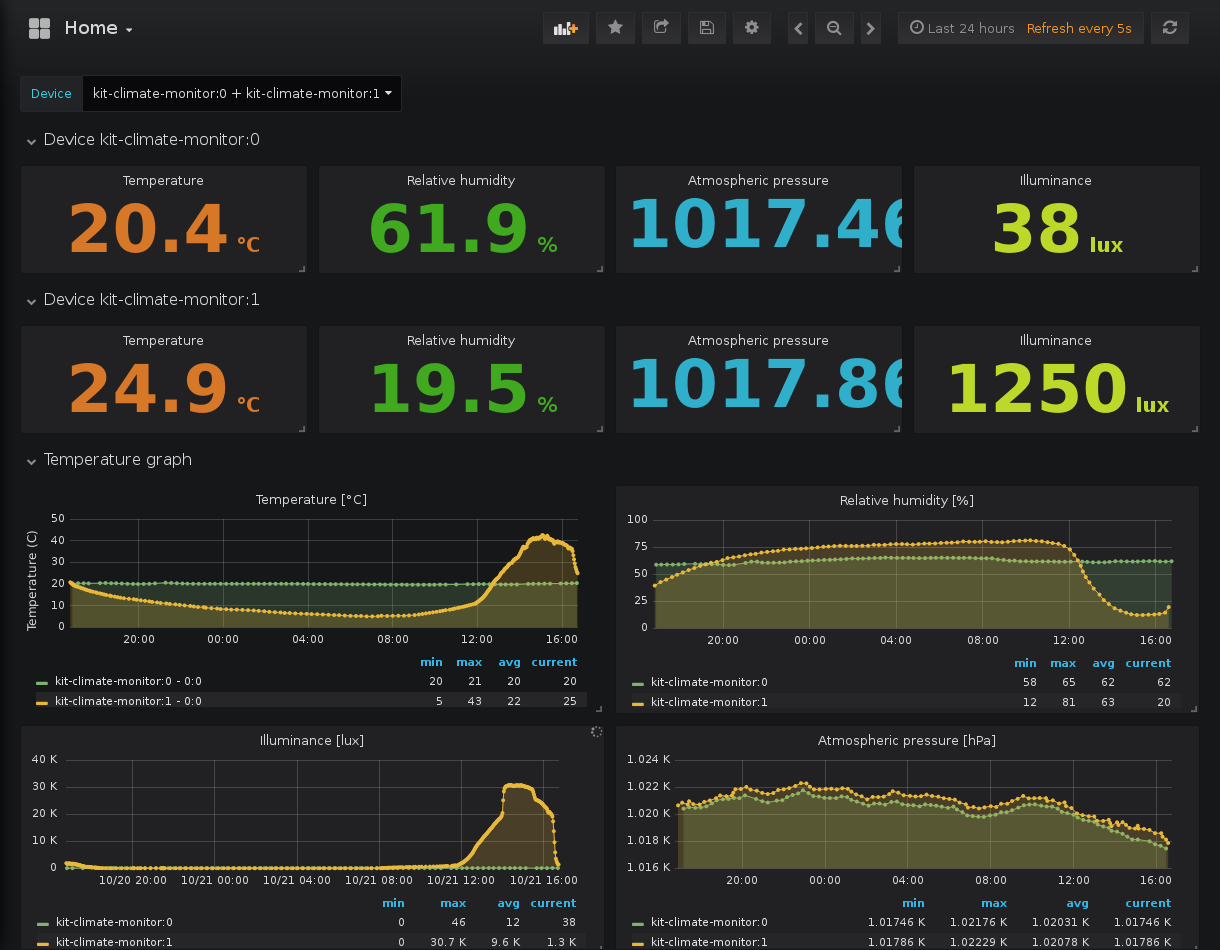 Home
Last 24 hours Refresh every 5s
Device kit-climate-monitor:0 + kit-climate-monitor:1
Device kit-climate-monitor:0
Temperature Relative humidity Atmospheric pressure Illuminance
20.4 °C 61.9 % 1017.46 38 lux
Device kit-climate-monitor:1
Temperature Relative humidity Atmospheric pressure Illuminance
24.9 °C 19.5 % 1017.86 1250 lux
Temperature graph
Temperature [°C]
Temperature (C)
50
40
30
20
10
0
20:00 00:00 04:00 08:00 12:00 16:00
min max avg current
kit-climate-monitor:0 - 0:0 20 21 20 20
kit-climate-monitor:1 - 0:0 5 43 22 25
Relative humidity [%]
100
75
50
25
0
20:00 00:00 04:00 08:00 12:00 16:00
min max avg current
kit-climate-monitor:0 58 65 62 62
kit-climate-monitor:1 12 81 63 20
Illuminance [lux]
40 K
30 K
20 K
10 K
0
10/20 20:00 10/21 00:00 10/21 04:00 10/21 08:00 10/21 12:00 10/21 16:00
min max avg current
kit-climate-monitor:0 0 46 12 38
kit-climate-monitor:1 0 30.7 K 9.6 K 1.3 K
Atmospheric pressure [hPa]
1.024 K
1.022 K
1.020 K
1.018 K
1.016 K
20:00 00:00 04:00 08:00 12:00 16:00
min max avg current
kit-climate-monitor:0 1.01746 K 1.02176 K 1.02031 K 1.01746 K
kit-climate-monitor:1 1.01786 K 1.02229 K 1.02078 K 1.01786 K